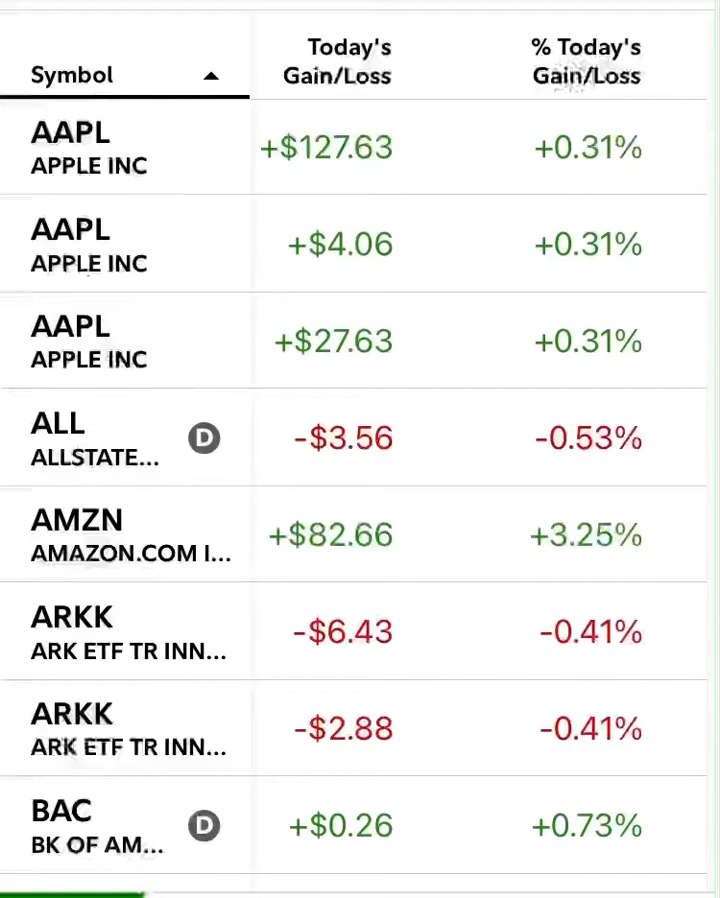 Symbol ▲ Today's Gain/Loss % Today's Gain/Loss
AAPL +$127.63 +0.31%
APPLE INC
AAPL +$4.06 +0.31%
APPLE INC
AAPL +$27.63 +0.31%
APPLE INC
ALL D -$3.56 -0.53%
ALLSTATE...
AMZN +$82.66 +3.25%
AMAZON.COM I...
ARKK -$6.43 -0.41%
ARK ETF TR INN...
ARKK -$2.88 -0.41%
ARK ETF TR INN...
BAC D +$0.26 +0.73%
BK OF AM...